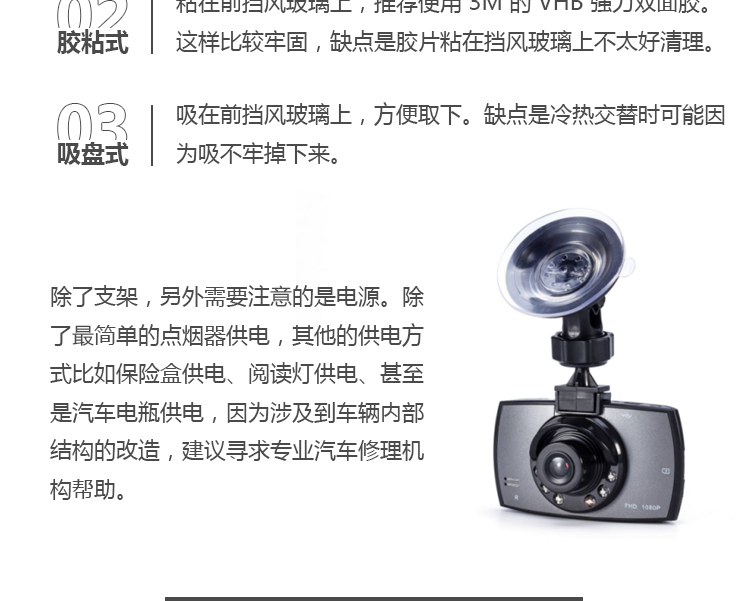 02
胶粘式
粘在前挡风玻璃上，推荐使用 3M 的 VHB 强力双面胶。
这样比较牢固，缺点是胶片粘在挡风玻璃上不太好清理。
03
吸盘式
吸在前挡风玻璃上，方便取下。缺点是冷热交替时可能因
为吸不牢掉下来。
除了支架，另外需要注意的是电源。除
了最简单的点烟器供电，其他的供电方
式比如保险盒供电、阅读灯供电、甚至
是汽车电瓶供电，因为涉及到车辆内部
结构的改造，建议寻求专业汽车修理机
构帮助。
FHD 1080P